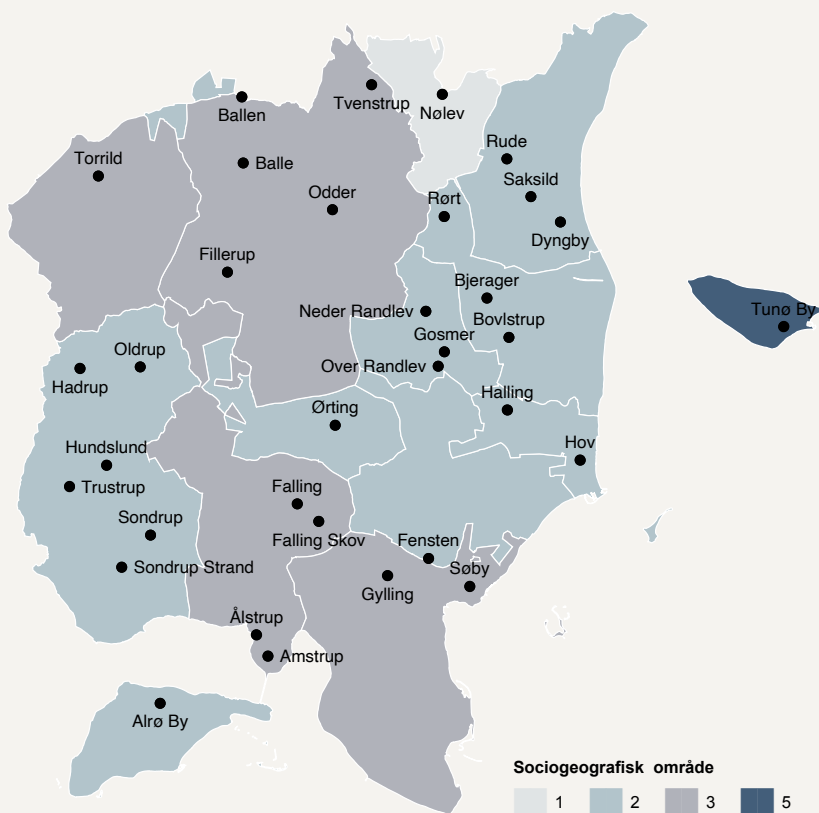 Tvenstrup
Nølev
Ballen
Rude
Torrild
Balle
Saksild
Odder
Rørt
Dyngby
Fillerup
Bjerager
Neder Randlev
Tunø By
Bovlstrup
Gosmer
Oldrup
Over Randlev
Hadrup
Halling
Ørting
Hov
Hundslund
Trustrup
Falling
Sondrup
Falling Skov
Fensten
Sondrup Strand
Søby
Gylling
Ålstrup
Amstrup
Alrø By
Sociogeografisk område
1 2 3 5